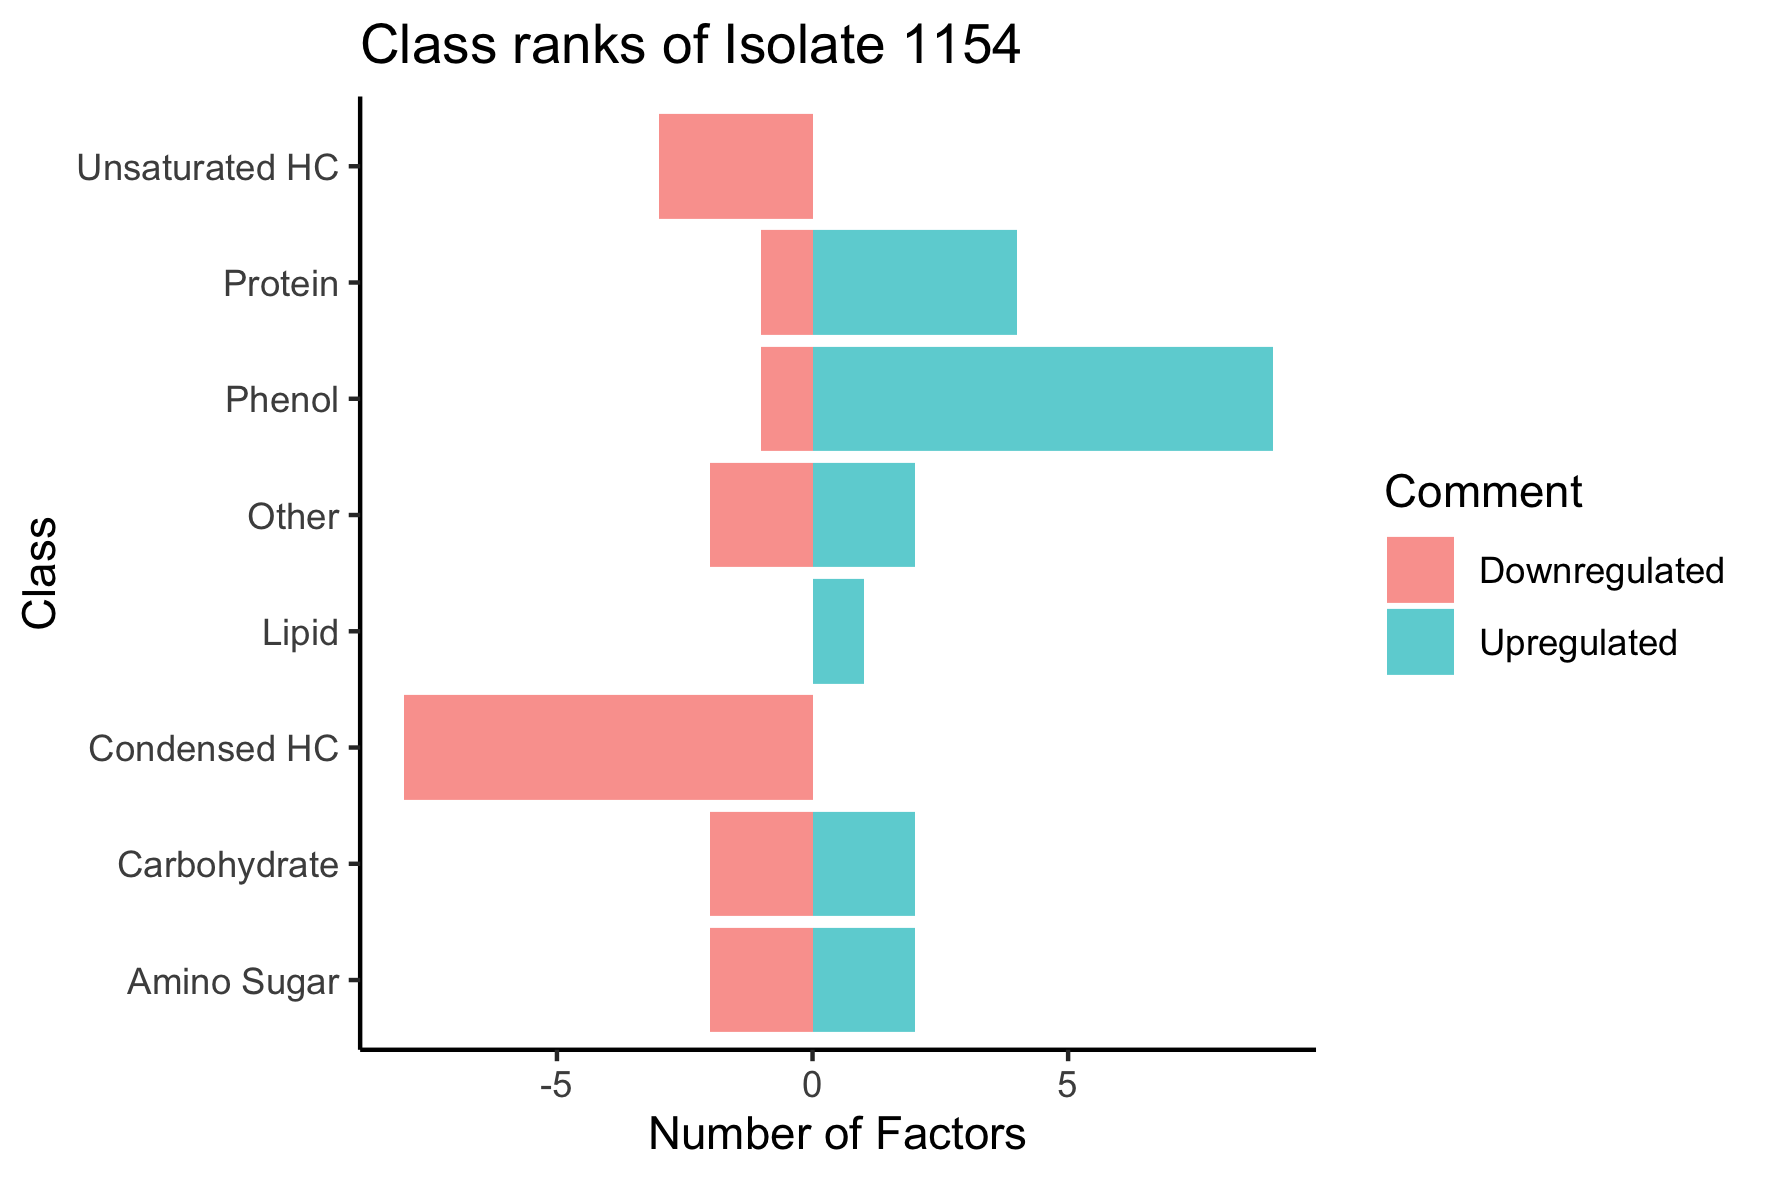 Class ranks of Isolate 1154
Unsaturated HC
Protein
Phenol
Other
Lipid
Condensed HC
Carbohydrate
Amino Sugar
Class
-5
0
5
Number of Factors
Comment
Downregulated
Upregulated